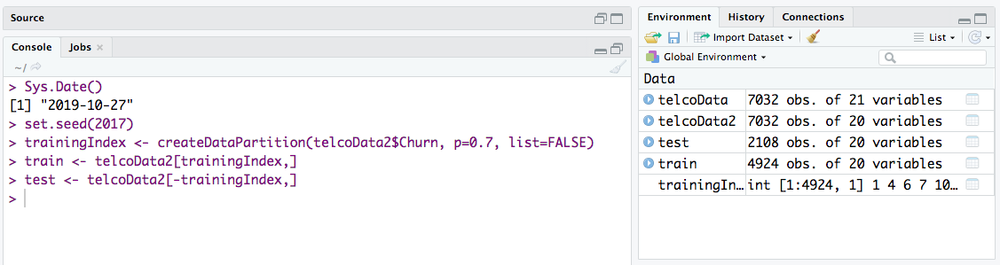 Source
Console Jobs
~/
> Sys.Date()
[1] "2019-10-27"
> set.seed(2017)
> trainingIndex <- createDataPartition(telcoData2$Churn, p=0.7, list=FALSE)
> train <- telcoData2[trainingIndex,]
> test <- telcoData2[-trainingIndex,]
>
Environment History Connections
Import Dataset List
Global Environment
Data
telcoData 7032 obs. of 21 variables
telcoData2 7032 obs. of 20 variables
test 2108 obs. of 20 variables
train 4924 obs. of 20 variables
trainingIn… int [1:4924, 1] 1 4 6 7 10…